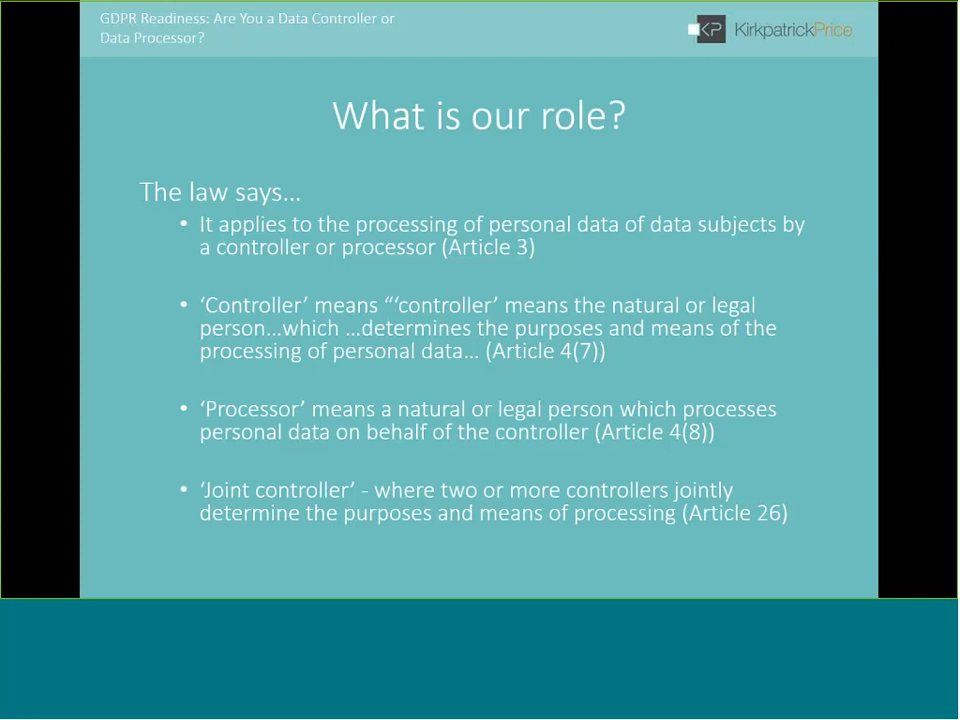 GDPR Readiness: Are You a Data Controller or
Data Processor?
KP KirkpatrickPrice
What is our role?
The law says...
• It applies to the processing of personal data of data subjects by
a controller or processor (Article 3)
• ‘Controller’ means “‘controller’ means the natural or legal
person...which ...determines the purposes and means of the
processing of personal data... (Article 4(7))
• ‘Processor’ means a natural or legal person which processes
personal data on behalf of the controller (Article 4(8))
• ‘Joint controller’ - where two or more controllers jointly
determine the purposes and means of processing (Article 26)